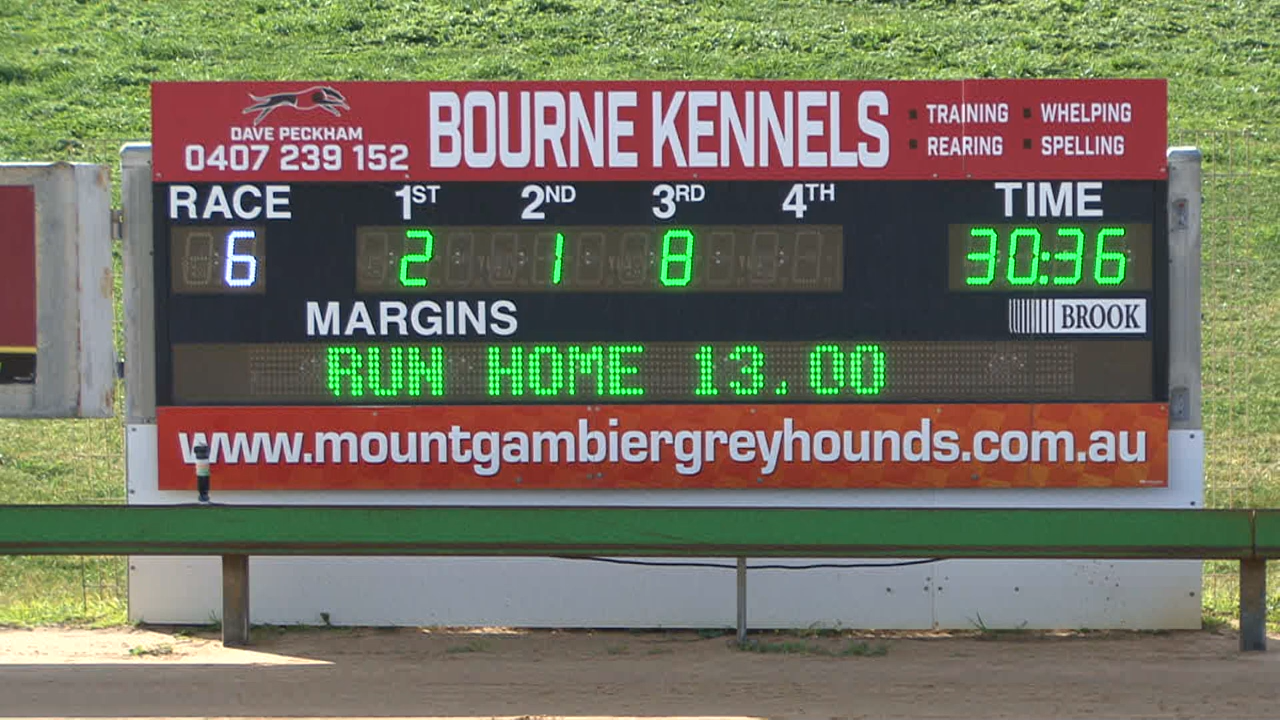 DAVE PECKHAM
0407 239 152
BOURNE KENNELS
▪ TRAINING ▪ WHELPING
▪ REARING ▪ SPELLING
RACE 1ST 2ND 3RD 4TH TIME
6 2 1 8 30:36
MARGINS
BROOK
RUN HOME 13.00
www.mountgambiergreyhounds.com.au